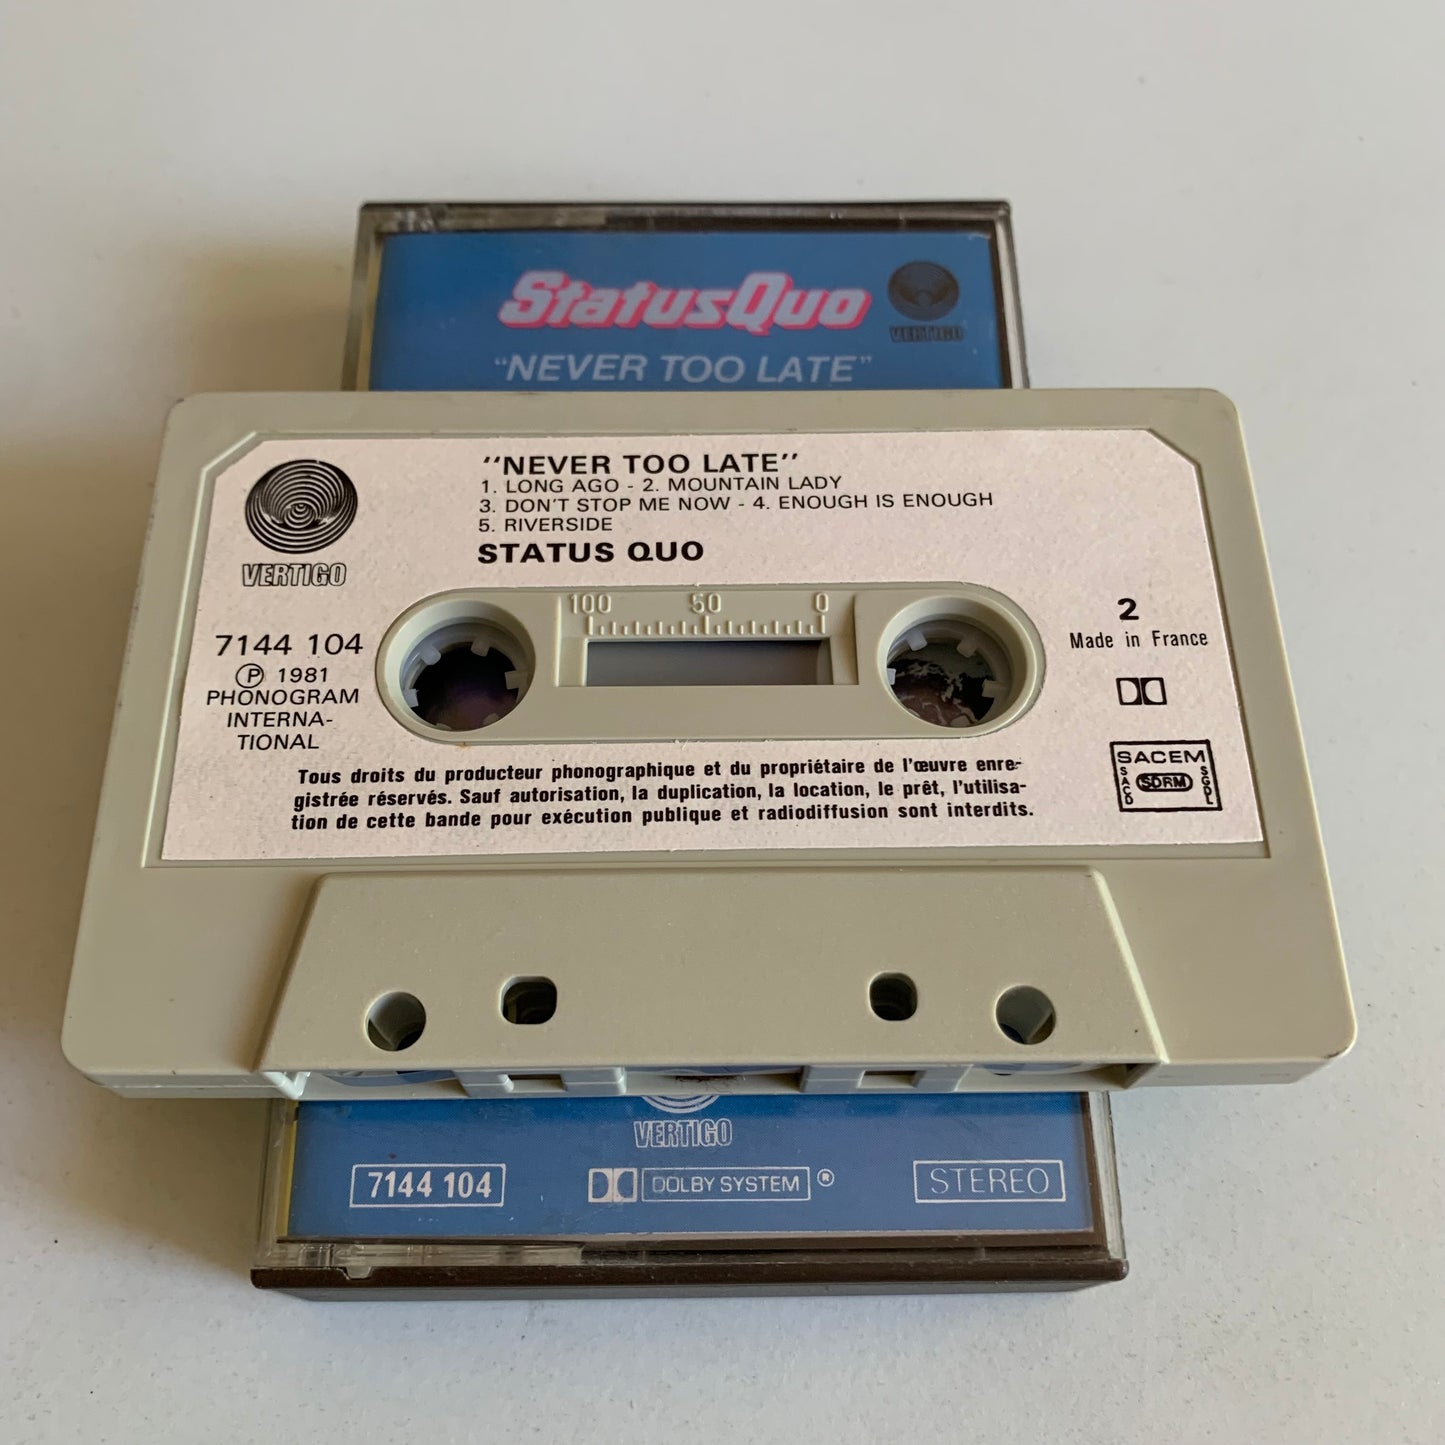 StatusQuo
VERTIGO
"NEVER TOO LATE"
"NEVER TOO LATE"
1. LONG AGO - 2. MOUNTAIN LADY
3. DON'T STOP ME NOW - 4. ENOUGH IS ENOUGH
5. RIVERSIDE
STATUS QUO
VERTIGO
100 50 0
7144 104
Ⓟ 1981
PHONOGRAM
INTERNA-
TIONAL
2
Made in France
SACEM
SACD
SDRM
SGDL
Tous droits du producteur phonographique et du propriétaire de l'œuvre enre-
gistrée réservés. Sauf autorisation, la duplication, la location, le prêt, l'utilisa-
tion de cette bande pour exécution publique et radiodiffusion sont interdits.
VERTIGO
7144 104
DOLBY SYSTEM ®
STEREO